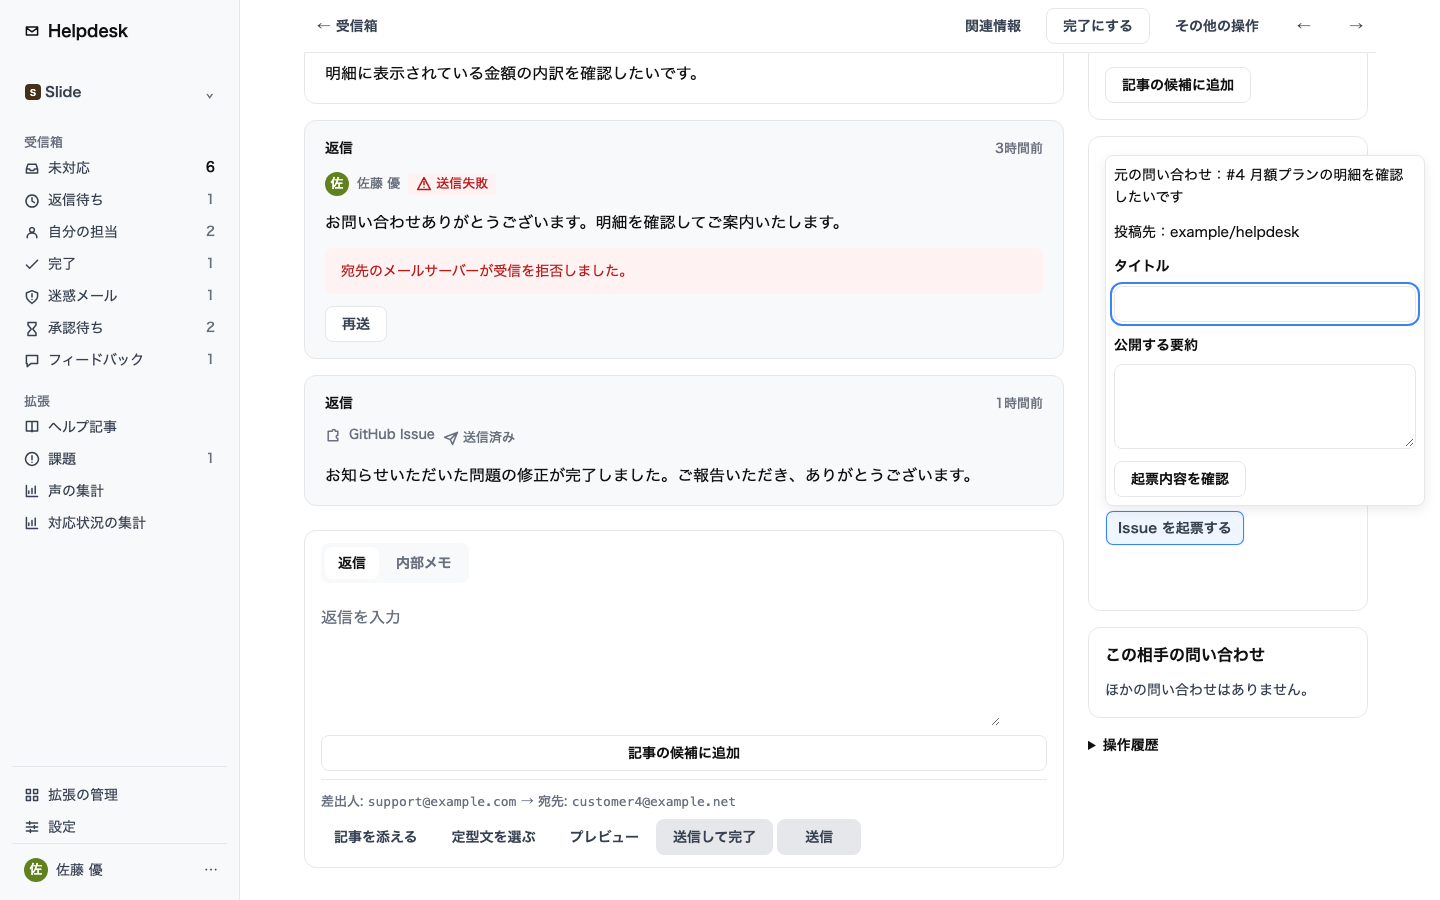 Helpdesk
S Slide
受信箱
未対応 6
返信待ち 1
自分の担当 2
完了 1
迷惑メール 1
承認待ち 2
フィードバック 1
拡張
ヘルプ記事
課題 1
声の集計
対応状況の集計
拡張の管理
設定
佐 佐藤 優 …
← 受信箱
関連情報 完了にする その他の操作 ← →
明細に表示されている金額の内訳を確認したいです。
返信 3時間前
佐 佐藤 優 送信失敗
お問い合わせありがとうございます。明細を確認してご案内いたします。
宛先のメールサーバーが受信を拒否しました。
再送
返信 1時間前
GitHub Issue 送信済み
お知らせいただいた問題の修正が完了しました。ご報告いただき、ありがとうございます。
返信 内部メモ
返信を入力
記事の候補に追加
差出人: support@example.com → 宛先: customer4@example.net
記事を添える 定型文を選ぶ プレビュー 送信して完了 送信
記事の候補に追加
元の問い合わせ：#4 月額プランの明細を確認
したいです
投稿先：example/helpdesk
タイトル
公開する要約
起票内容を確認
Issue を起票する
この相手の問い合わせ
ほかの問い合わせはありません。
▶ 操作履歴